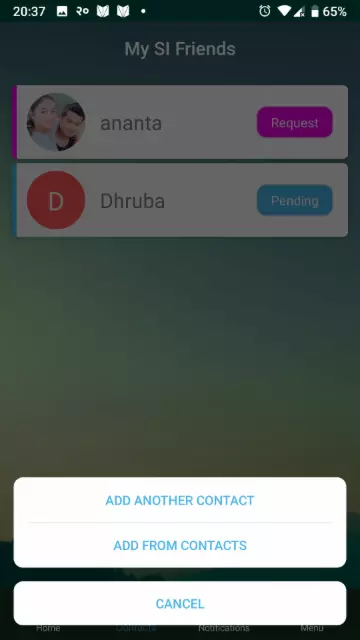 20:37 २० 65%
My SI Friends
ananta
Request
D
Dhruba
Pending
ADD ANOTHER CONTACT
ADD FROM CONTACTS
CANCEL
Home Contacts Notifications Menu